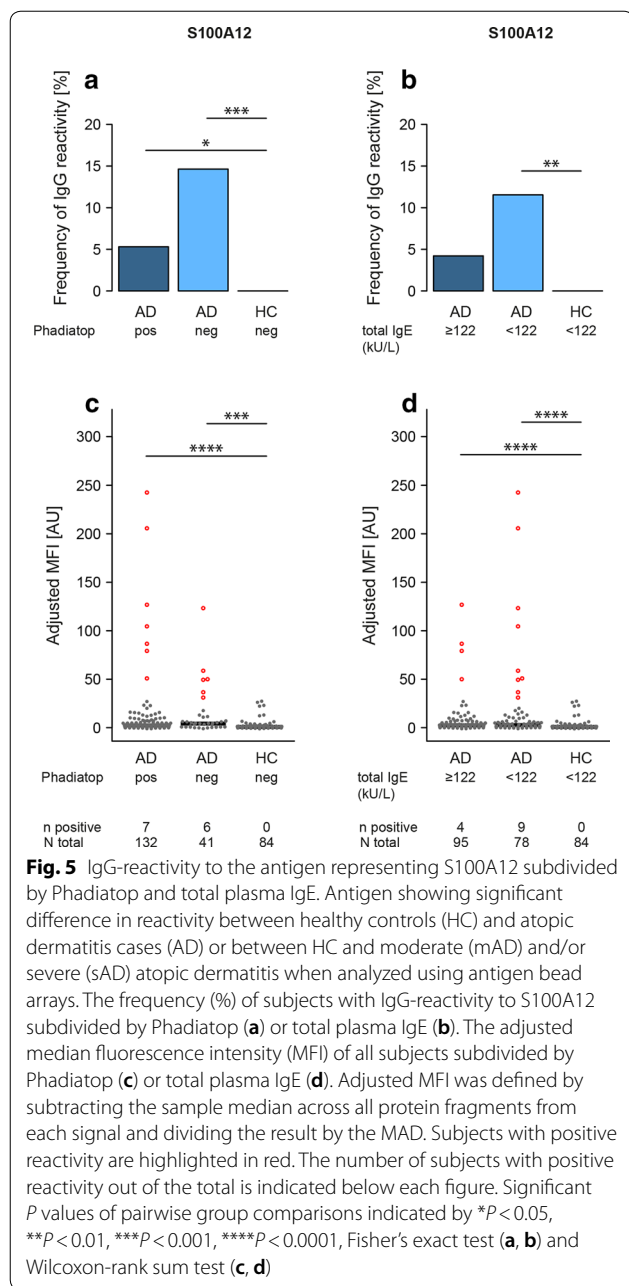 S100A12 S100A12
a b
Frequency of IgG reactivity [%] Frequency of IgG reactivity [%]
*** **
*
20 20
15 15
10 10
5 5
0 0
AD AD HC AD AD HC
Phadiatop pos neg neg total IgE ≥122 <122 <122
(kU/L)
c d
Adjusted MFI [AU] Adjusted MFI [AU]
*** ****
**** ****
300 300
250 250
200 200
150 150
100 100
50 50
0 0
AD AD HC AD AD HC
Phadiatop pos neg neg total IgE ≥122 <122 <122
(kU/L)
n positive 7 6 0 n positive 4 9 0
N total 132 41 84 N total 95 78 84
Fig. 5 IgG-reactivity to the antigen representing S100A12 subdivided
by Phadiatop and total plasma IgE. Antigen showing significant
difference in reactivity between healthy controls (HC) and atopic
dermatitis cases (AD) or between HC and moderate (mAD) and/or
severe (sAD) atopic dermatitis when analyzed using antigen bead
arrays. The frequency (%) of subjects with IgG-reactivity to S100A12
subdivided by Phadiatop (a) or total plasma IgE (b). The adjusted
median fluorescence intensity (MFI) of all subjects subdivided by
Phadiatop (c) or total plasma IgE (d). Adjusted MFI was defined by
subtracting the sample median across all protein fragments from
each signal and dividing the result by the MAD. Subjects with positive
reactivity are highlighted in red. The number of subjects with positive
reactivity out of the total is indicated below each figure. Significant
P values of pairwise group comparisons indicated by *P < 0.05,
**P < 0.01, ***P < 0.001, ****P < 0.0001, Fisher's exact test (a, b) and
Wilcoxon-rank sum test (c, d)